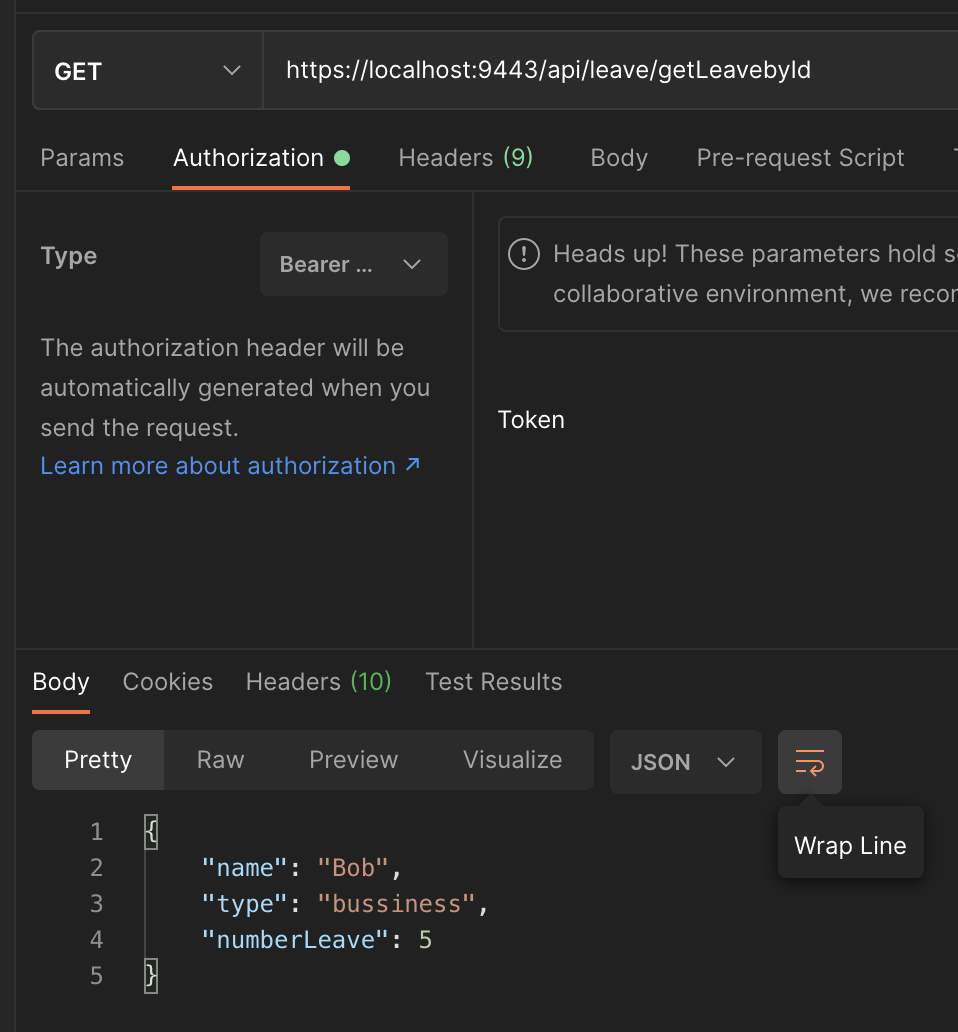 GET https://localhost:9443/api/leave/getLeavebyId
Params Authorization Headers (9) Body Pre-request Script
Type Bearer ...
Heads up! These parameters hold
collaborative environment, we
The authorization header will be
automatically generated when you
send the request.
Learn more about authorization ↗
Token
Body Cookies Headers (10) Test Results
Pretty Raw Preview Visualize JSON
Wrap Line
1 {
2 "name": "Bob",
3 "type": "bussiness",
4 "numberLeave": 5
5 }